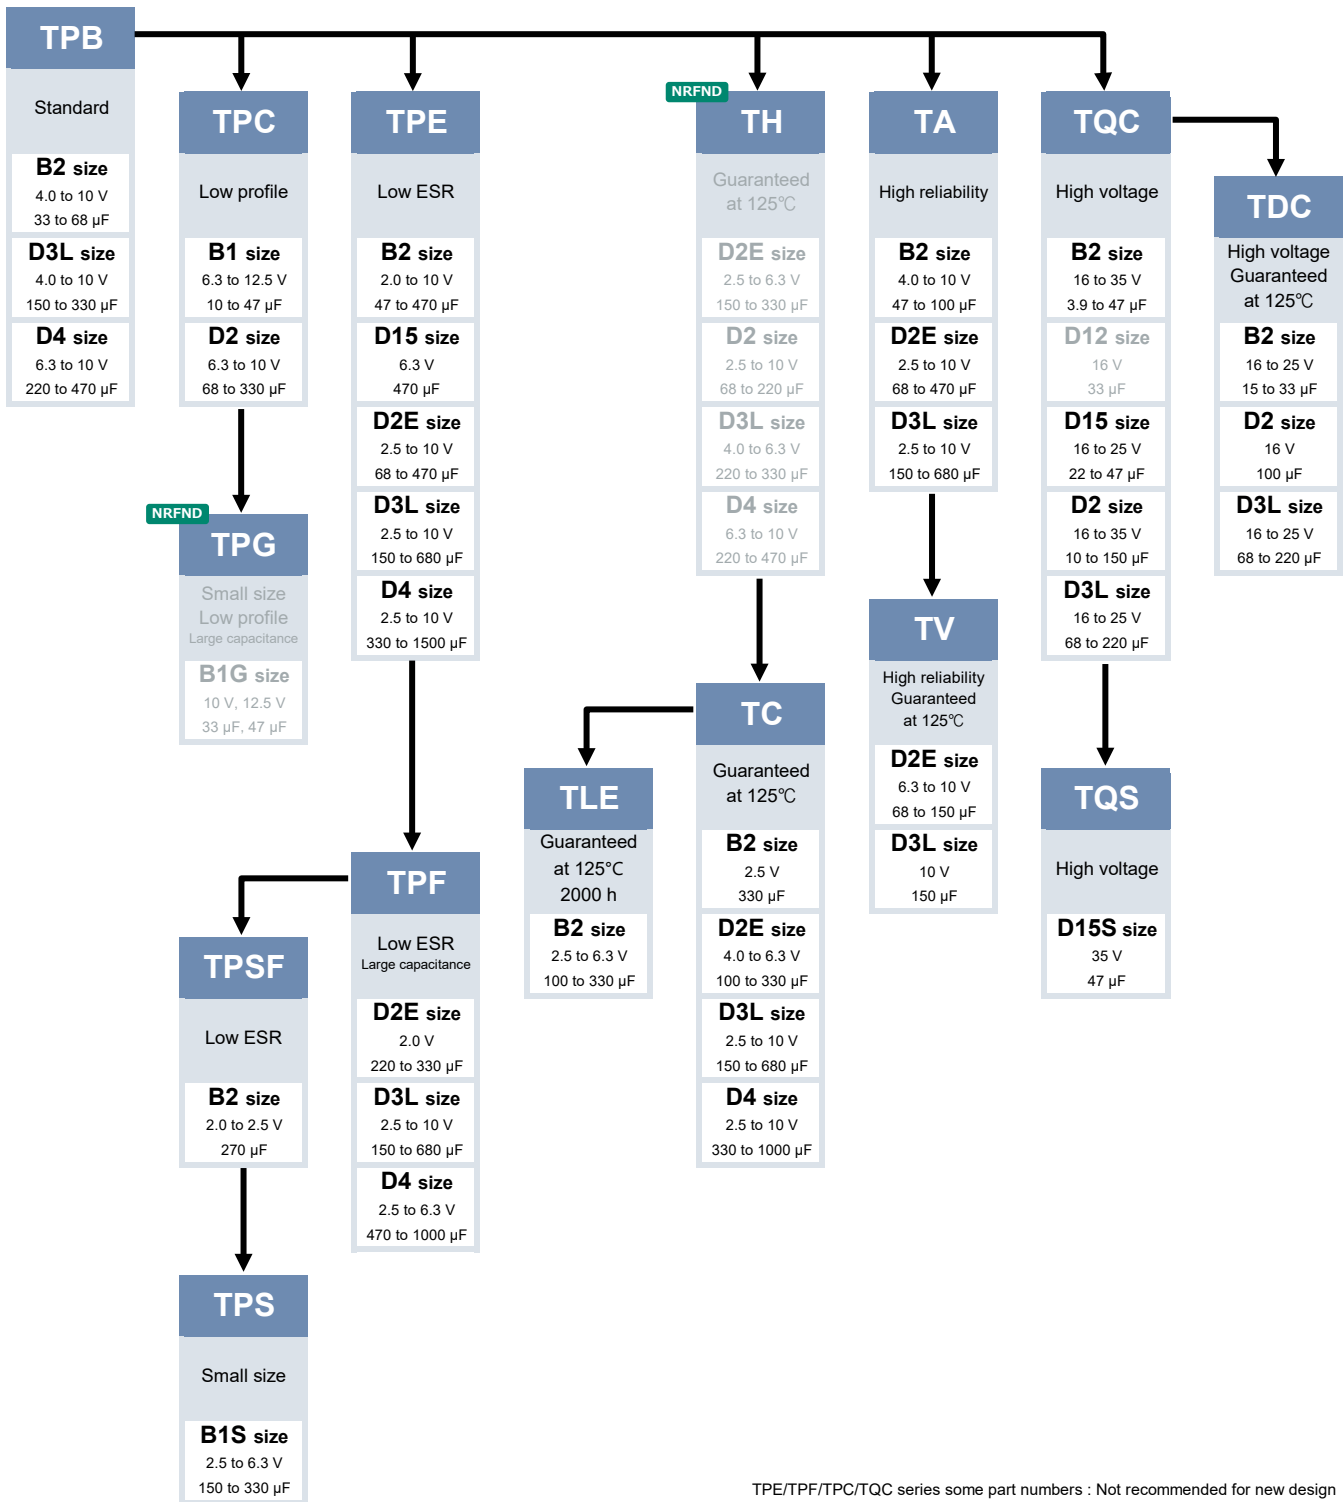 TPB
Standard
B2 size
4.0 to 10 V
33 to 68 µF
D3L size
4.0 to 10 V
150 to 330 µF
D4 size
6.3 to 10 V
220 to 470 µF
TPC
Low profile
B1 size
6.3 to 12.5 V
10 to 47 µF
D2 size
6.3 to 10 V
68 to 330 µF
NRFND
TPG
Small size
Low profile
Large capacitance
B1G size
10 V, 12.5 V
33 µF, 47 µF
TPE
Low ESR
B2 size
2.0 to 10 V
47 to 470 µF
D15 size
6.3 V
470 µF
D2E size
2.5 to 10 V
68 to 470 µF
D3L size
2.5 to 10 V
150 to 680 µF
D4 size
2.5 to 10 V
330 to 1500 µF
TPF
Low ESR
Large capacitance
D2E size
2.0 V
220 to 330 µF
D3L size
2.5 to 10 V
150 to 680 µF
D4 size
2.5 to 6.3 V
470 to 1000 µF
TPSF
Low ESR
B2 size
2.0 to 2.5 V
270 µF
TPS
Small size
B1S size
2.5 to 6.3 V
150 to 330 µF
NRFND
TH
Guaranteed
at 125℃
D2E size
2.5 to 6.3 V
150 to 330 µF
D2 size
2.5 to 10 V
68 to 220 µF
D3L size
4.0 to 6.3 V
220 to 330 µF
D4 size
6.3 to 10 V
220 to 470 µF
TC
Guaranteed
at 125℃
B2 size
2.5 V
330 µF
D2E size
4.0 to 6.3 V
100 to 330 µF
D3L size
2.5 to 10 V
150 to 680 µF
D4 size
2.5 to 10 V
330 to 1000 µF
TLE
Guaranteed
at 125°C
2000 h
B2 size
2.5 to 6.3 V
100 to 330 µF
TA
High reliability
B2 size
4.0 to 10 V
47 to 100 µF
D2E size
2.5 to 10 V
68 to 470 µF
D3L size
2.5 to 10 V
150 to 680 µF
TV
High reliability
Guaranteed
at 125℃
D2E size
6.3 to 10 V
68 to 150 µF
D3L size
10 V
150 µF
TQC
High voltage
B2 size
16 to 35 V
3.9 to 47 µF
D12 size
16 V
33 µF
D15 size
16 to 25 V
22 to 47 µF
D2 size
16 to 35 V
10 to 150 µF
D3L size
16 to 25 V
68 to 220 µF
TQS
High voltage
D15S size
35 V
47 µF
TDC
High voltage
Guaranteed
at 125℃
B2 size
16 to 25 V
15 to 33 µF
D2 size
16 V
100 µF
D3L size
16 to 25 V
68 to 220 µF
TPE/TPF/TPC/TQC series some part numbers : Not recommended for new design